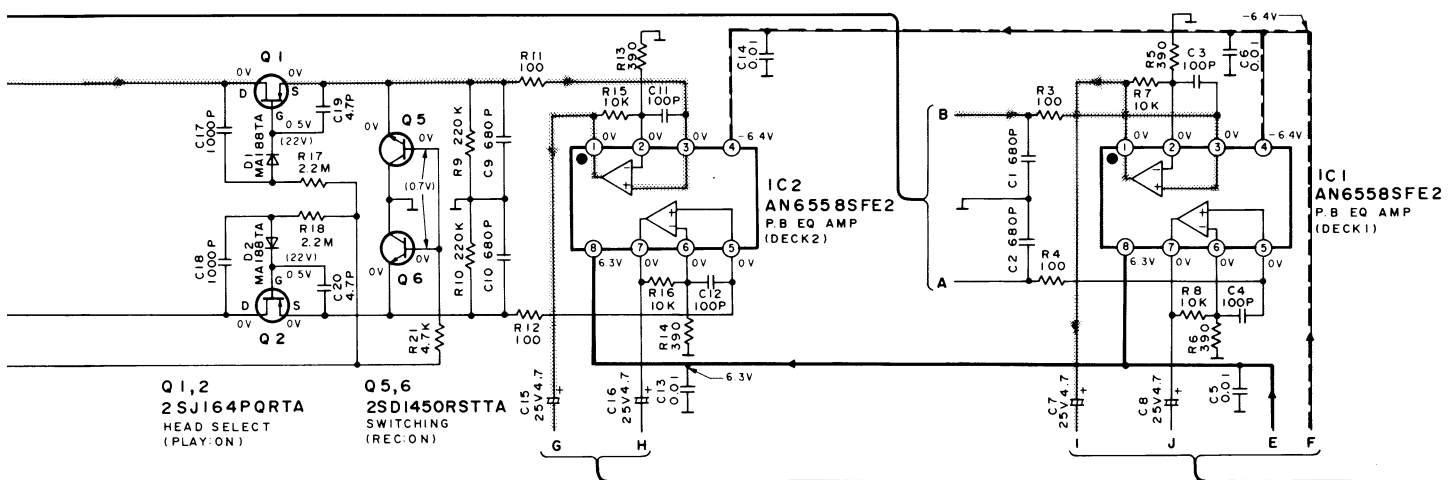 -6.4V
Q1
R11
100
R13
390
C14
0.01
R5
390
C3
100P
C6
0.01
0V
0V
D
S
G
C17
1000P
MA188TA
D1
0.5V
(22V)
C19
4.7P
R17
2.2M
Q5
0V
0V
R9 220K
C9 680P
R15
10K
C11
100P
0V
0V
0V
-6.4V
1
2
3
4
B
R3
100
R7
10K
0V
0V
0V
-6.4V
1
2
3
4
(0.7V)
IC2
AN6558SFE2
P.B EQ AMP
(DECK2)
C1 680P
IC1
AN6558SFE2
P.B EQ AMP
(DECK1)
R18
2.2M
C18
1000P
D2
MA188TA
(22V)
0.5V
G
C20
4.7P
D
S
0V
0V
Q2
0V
0V
Q6
R10 220K
C10 680P
8
7
6
5
0V
0V
0V
R16
10K
C12
100P
C2 680P
R4
100
A
8
7
6
5
6.3V
0V
0V
0V
R8
10K
C4
100P
R12
100
R14
390
R6
390
R21
4.7K
6.3V
C15
25V4.7
+
C16
25V4.7
+
C13
0.01
C7
25V4.7
+
C8
25V4.7
+
C5
0.01
Q1,2
2SJ164PQRTA
HEAD SELECT
(PLAY:ON)
Q5,6
2SD1450RSTTA
SWITCHING
(REC:ON)
G
H
I
J
E
F